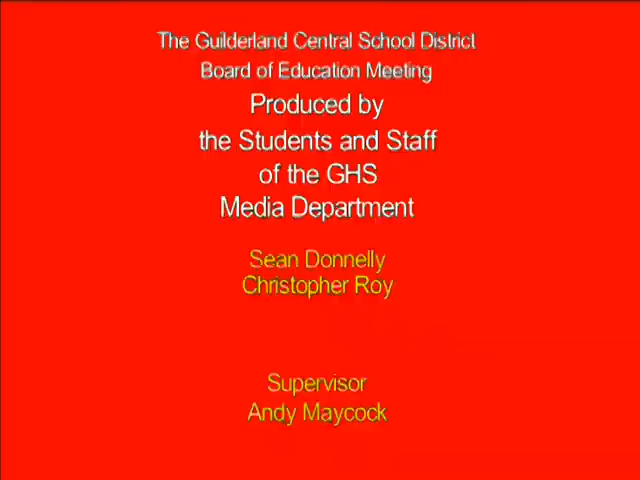 The Guilderland Central School District
Board of Education Meeting
Produced by
the Students and Staff
of the GHS
Media Department
Sean Donnelly
Christopher Roy
Supervisor
Andy Maycock